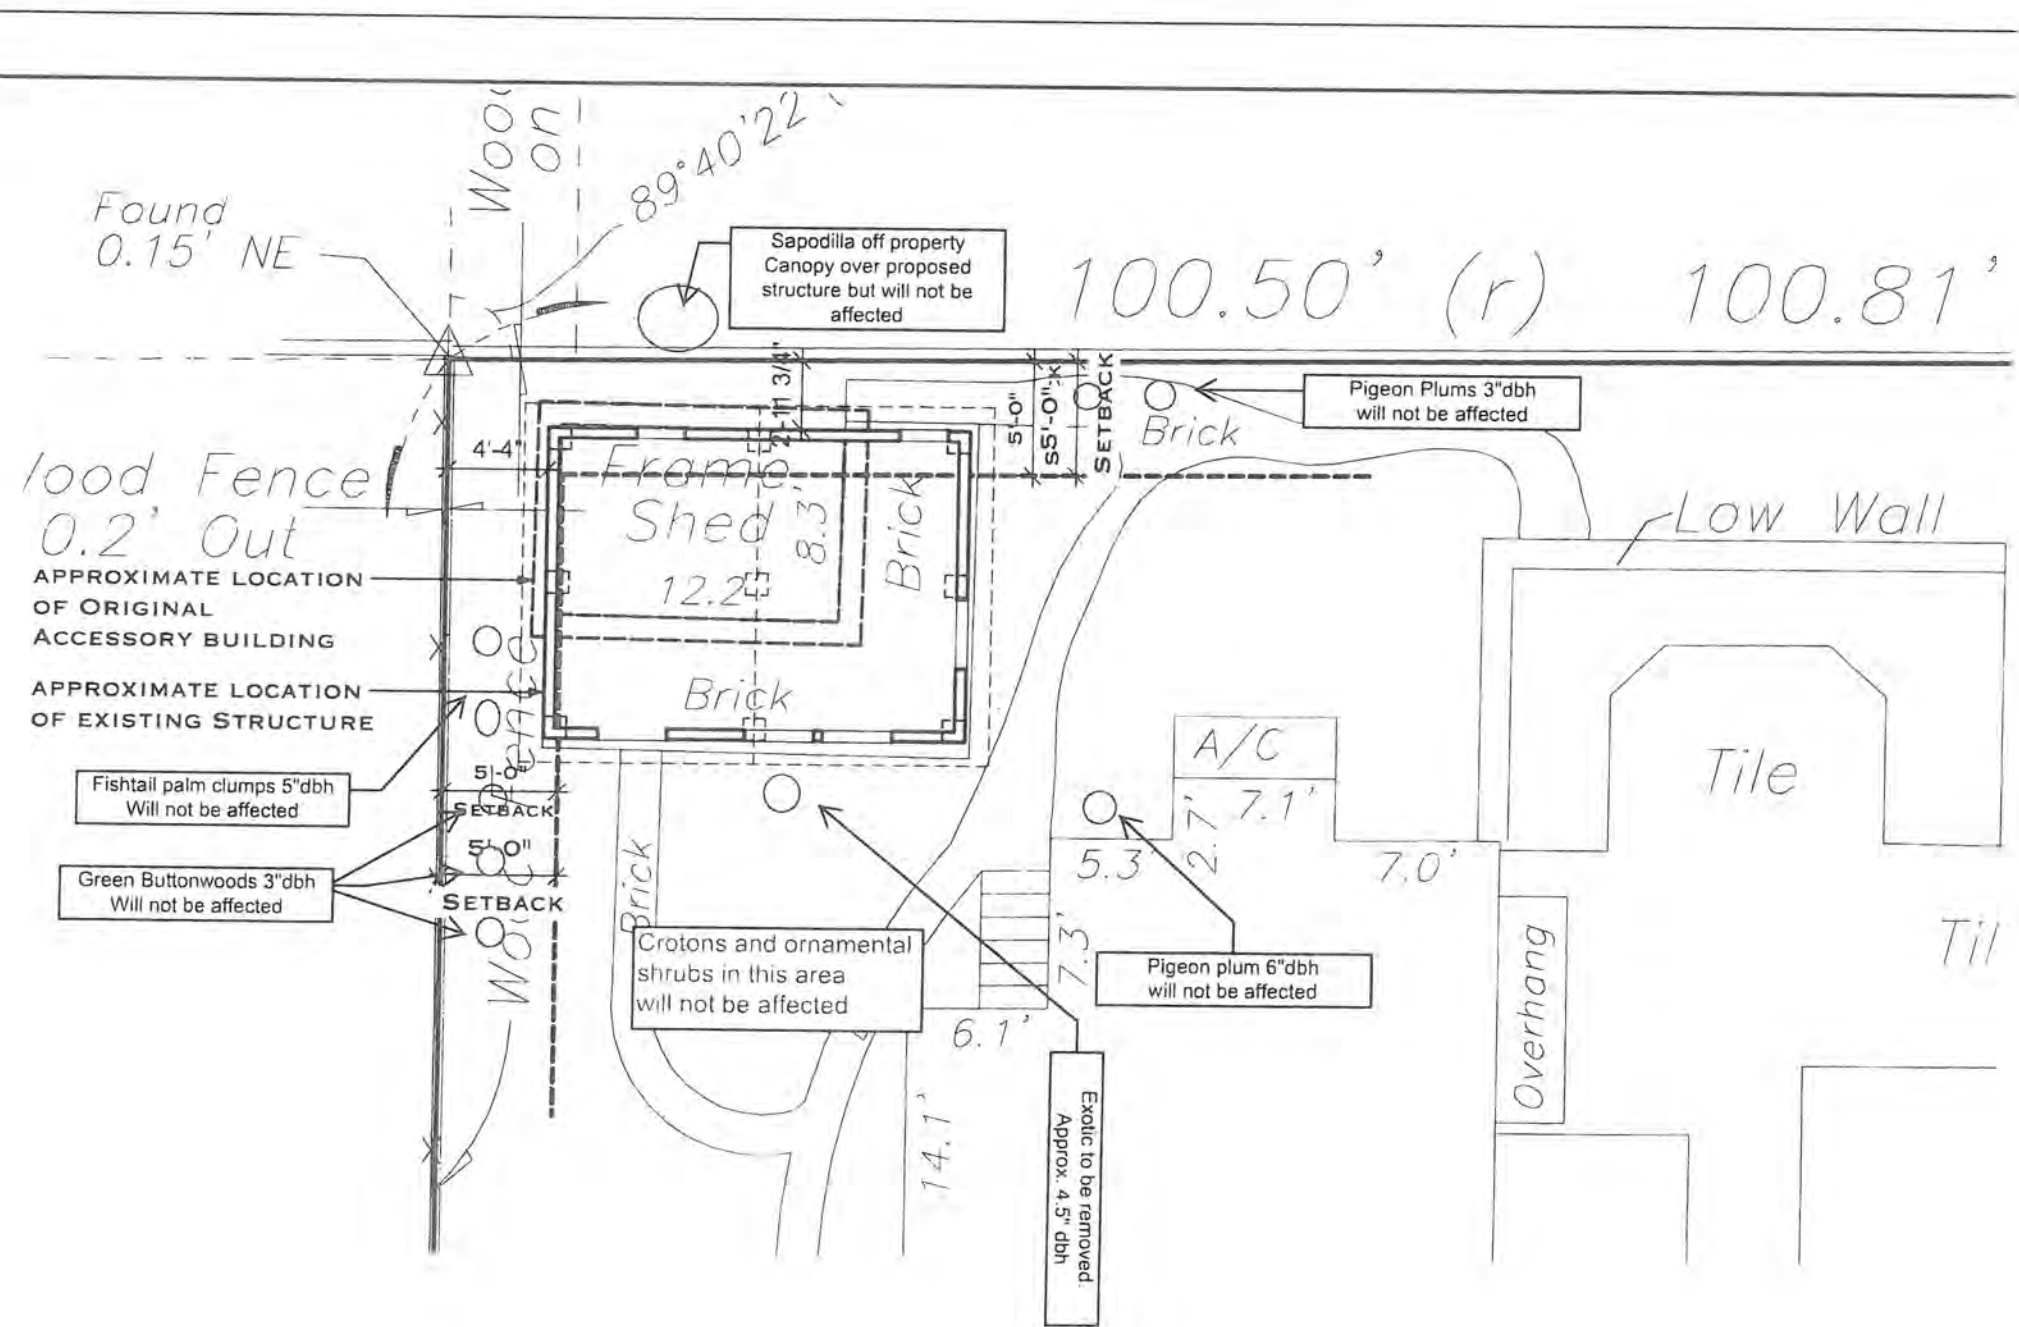 Found
0.15' NE
89°40'22
Sapodilla off property
Canopy over proposed
structure but will not be
affected
100.50' (r)
100.81'
Pigeon Plums 3"dbh
will not be affected
2'-11 3/4"
5'-0"
SETBACK
Brick
4'-4"
Fence
0.2' Out
Frame
Shed
8.3'
12.2
Brick
Low Wall
APPROXIMATE LOCATION
OF ORIGINAL
ACCESSORY BUILDING
APPROXIMATE LOCATION
OF EXISTING STRUCTURE
Brick
A/C
Tile
Fishtail palm clumps 5"dbh
Will not be affected
5'-0"
SETBACK
7.1'
2.7'
5.3'
7.0'
5'-0"
SETBACK
Green Buttonwoods 3"dbh
Will not be affected
Brick
Crotons and ornamental
shrubs in this area
will not be affected
7.3'
Pigeon plum 6"dbh
will not be affected
6.1'
Overhang
14.1'
Exotic to be removed.
Approx. 4.5" dbh